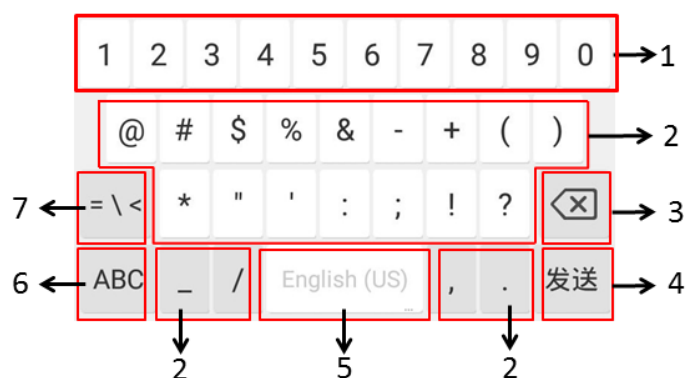 1 2 3 4 5 6 7 8 9 0 1
@ # $ % & - + ( ) 2
7 = \ < * " ' : ; ! ? 3
6 ABC _ / English (US) ... , . 发送 4
2 5 2